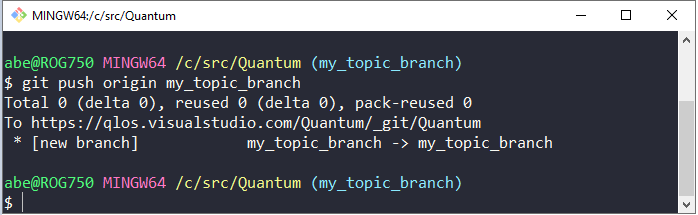 MINGW64:/c/src/Quantum
abe@ROG750 MINGW64 /c/src/Quantum (my_topic_branch)
$ git push origin my_topic_branch
Total 0 (delta 0), reused 0 (delta 0), pack-reused 0
To https://qlos.visualstudio.com/Quantum/_git/Quantum
 * [new branch]          my_topic_branch -> my_topic_branch
abe@ROG750 MINGW64 /c/src/Quantum (my_topic_branch)
$